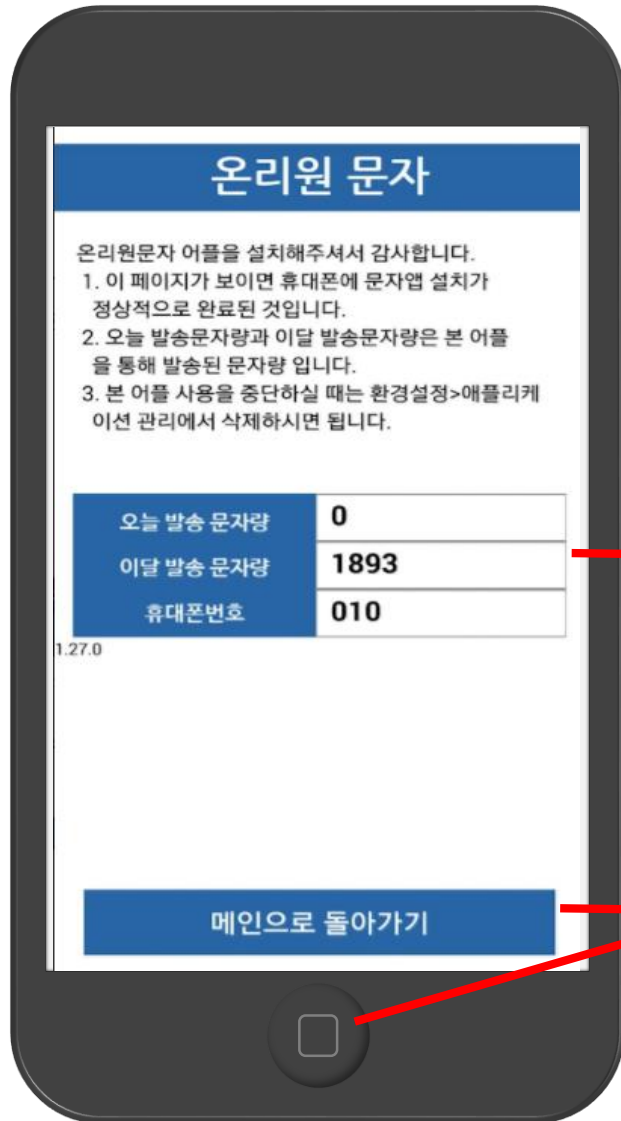 온리원 문자
온리원문자 어플을 설치해주셔서 감사합니다.
1. 이 페이지가 보이면 휴대폰에 문자앱 설치가
정상적으로 완료된 것입니다.
2. 오늘 발송문자량과 이달 발송문자량은 본 어플
을 통해 발송된 문자량 입니다.
3. 본 어플 사용을 중단하실 때는 환경설정>애플리케
이션 관리에서 삭제하시면 됩니다.
오늘 발송 문자량 0
이달 발송 문자량 1893
휴대폰번호 010
1.27.0
메인으로 돌아가기